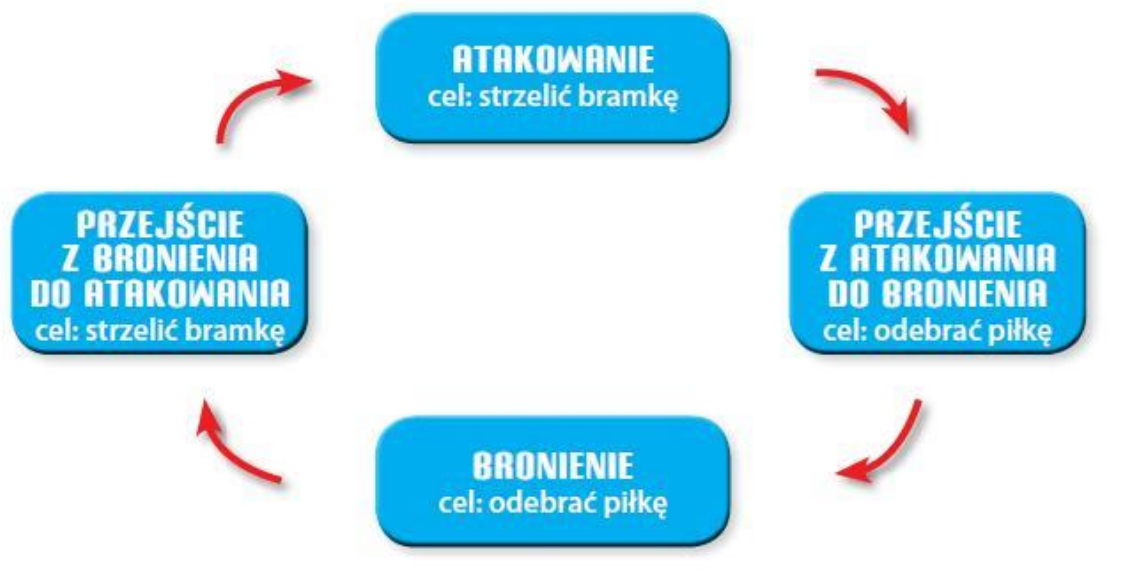 ATAKOWANIE
cel: strzelić bramkę
PRZEJŚCIE
Z BRONIENIA
DO ATAKOWANIA
cel: strzelić bramkę
PRZEJŚCIE
Z ATAKOWANIA
DO BRONIENIA
cel: odebrać piłkę
BRONIENIE
cel: odebrać piłkę